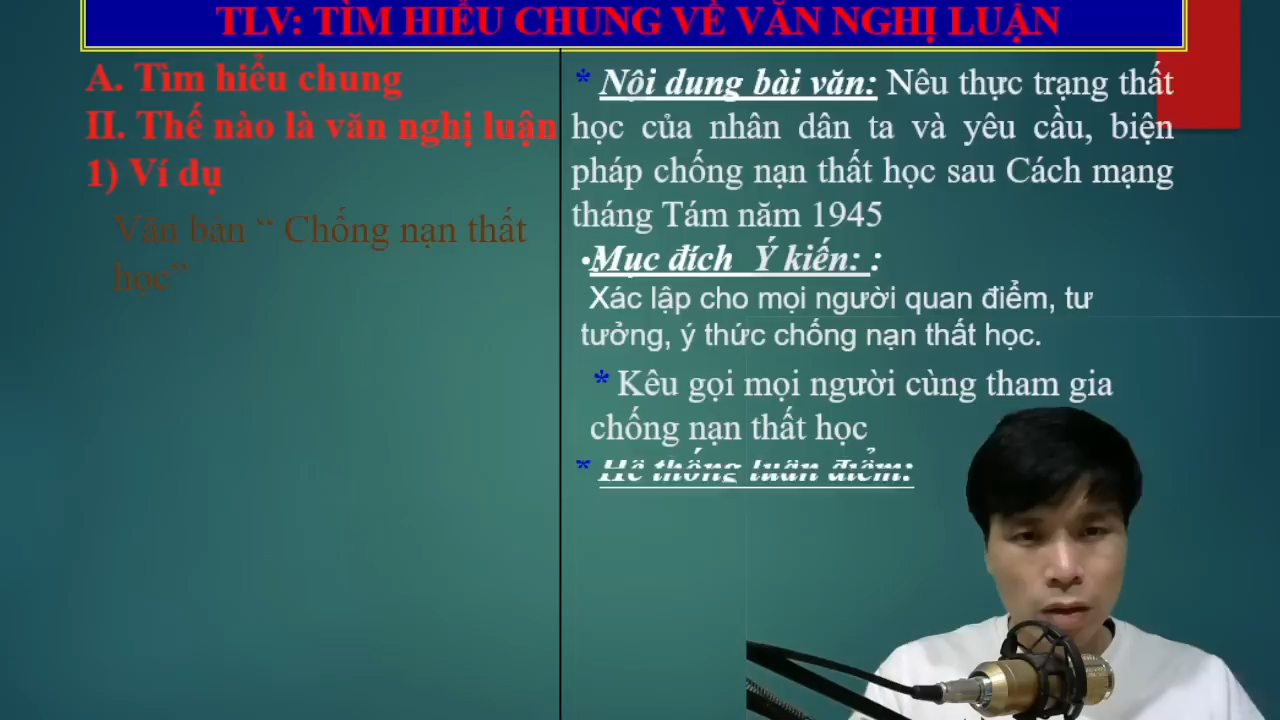 TLV: TÌM HIỂU CHUNG VỀ VĂN NGHỊ LUẬN
A. Tìm hiểu chung
II. Thế nào là văn nghị luận
1) Ví dụ
Văn bản “ Chống nạn thất
học”
* Nội dung bài văn: Nêu thực trạng thất
học của nhân dân ta và yêu cầu, biện
pháp chống nạn thất học sau Cách mạng
tháng Tám năm 1945
•Mục đích Ý kiến: :
Xác lập cho mọi người quan điểm, tư
tưởng, ý thức chống nạn thất học.
* Kêu gọi mọi người cùng tham gia
chống nạn thất học
* Hệ thống luận điểm: